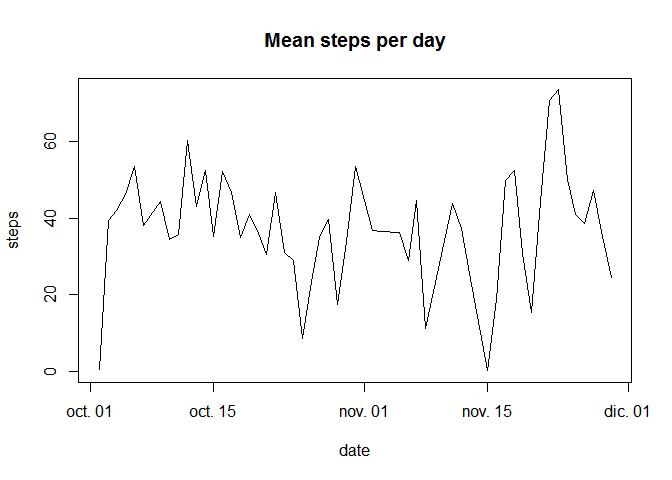 Mean steps per day
steps
60
40
20
0
oct. 01
oct. 15
nov. 01
nov. 15
dic. 01
date